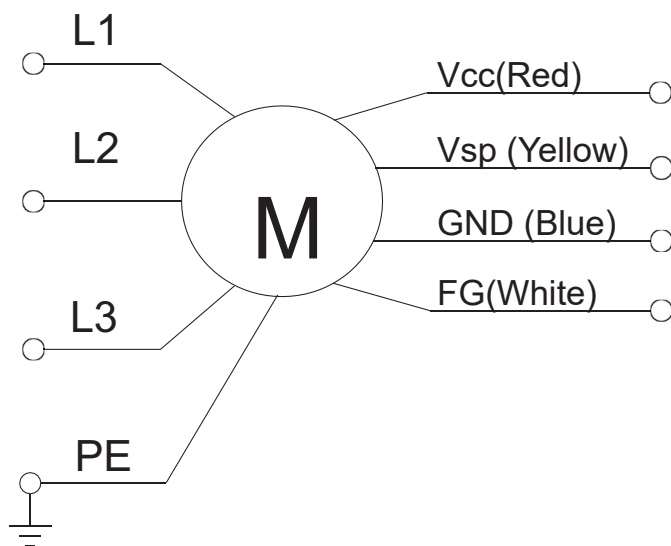 L1
L2
L3
PE
M
Vcc(Red)
Vsp (Yellow)
GND (Blue)
FG(White)